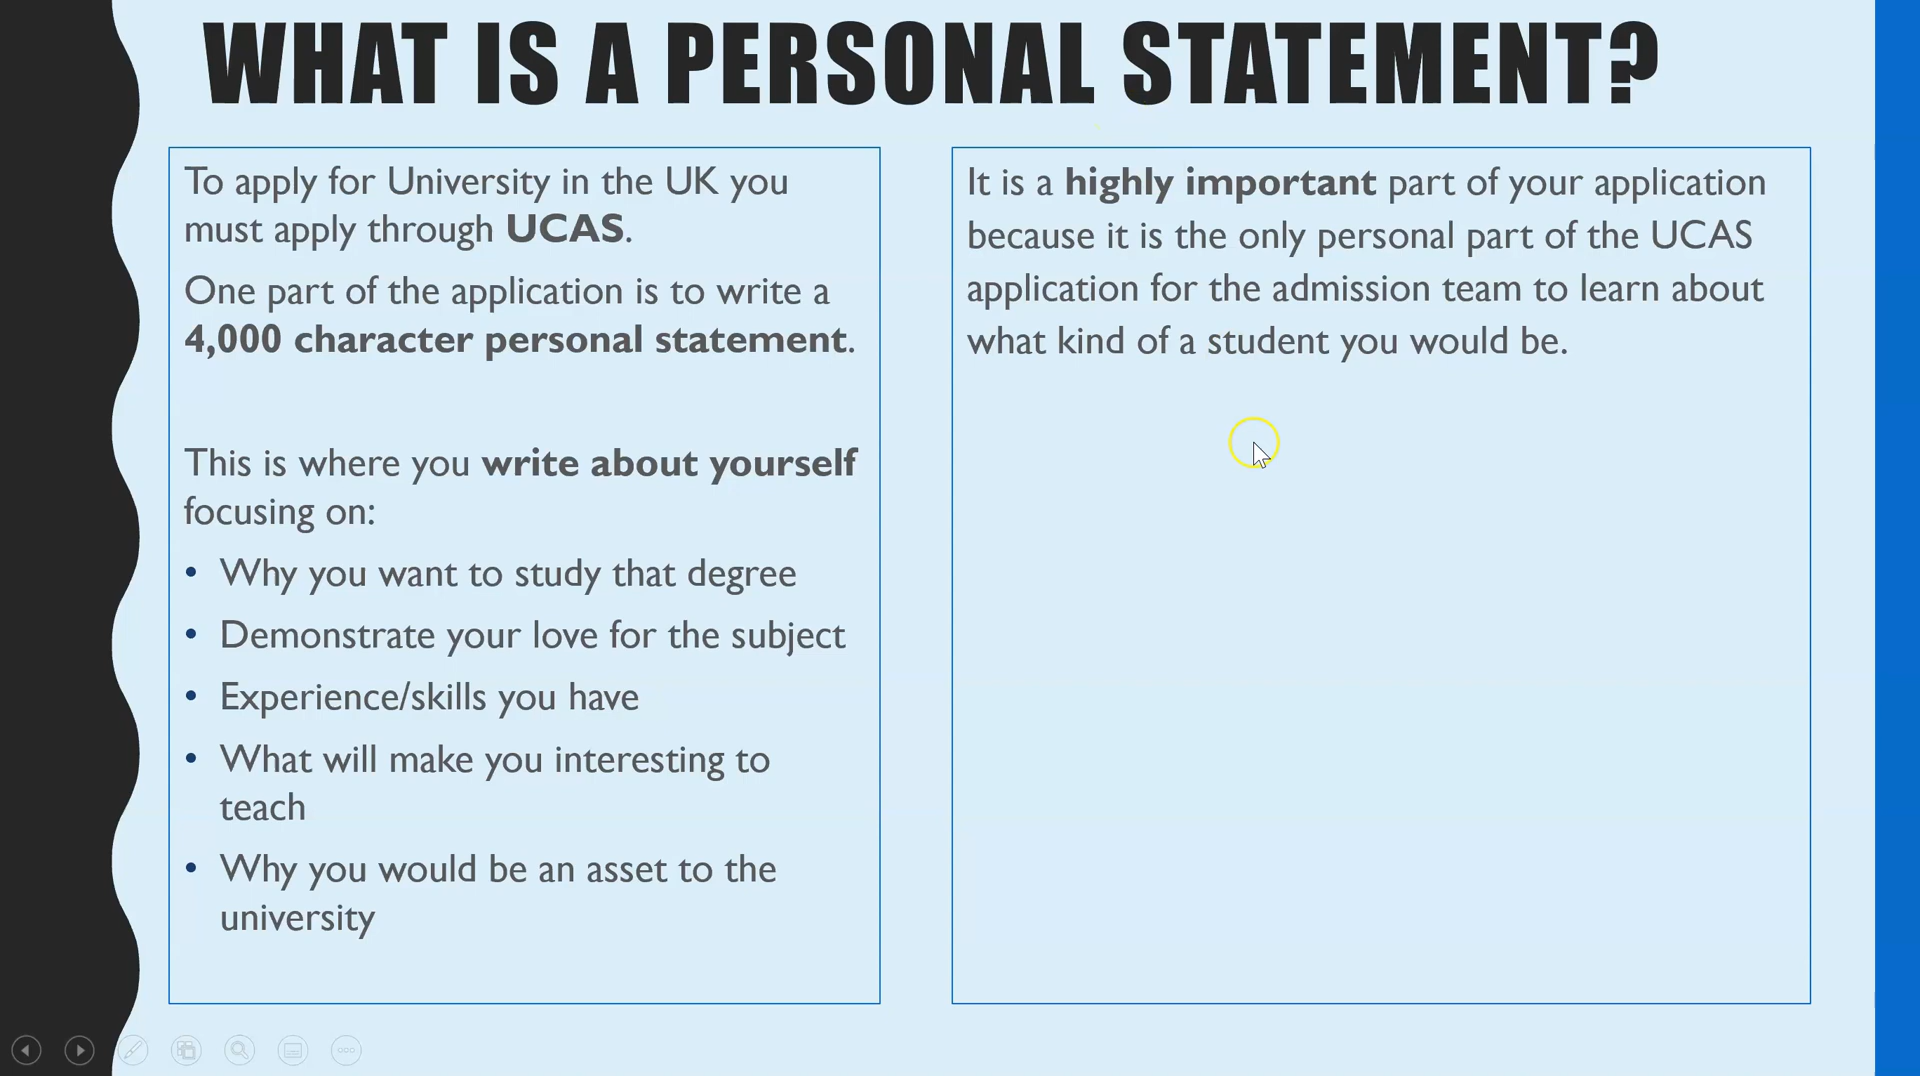 WHAT IS A PERSONAL STATEMENT?
To apply for University in the UK you
must apply through UCAS.
One part of the application is to write a
4,000 character personal statement.
This is where you write about yourself
focusing on:
• Why you want to study that degree
• Demonstrate your love for the subject
• Experience/skills you have
• What will make you interesting to
teach
• Why you would be an asset to the
university
It is a highly important part of your application
because it is the only personal part of the UCAS
application for the admission team to learn about
what kind of a student you would be.